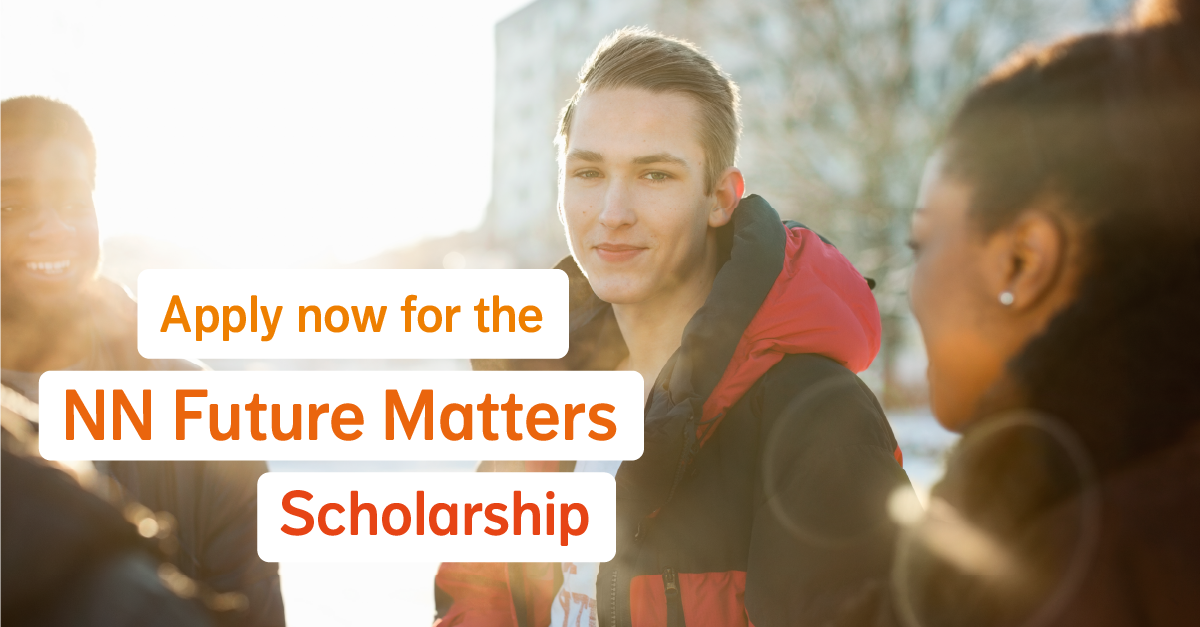 Apply now for the
NN Future Matters
Scholarship